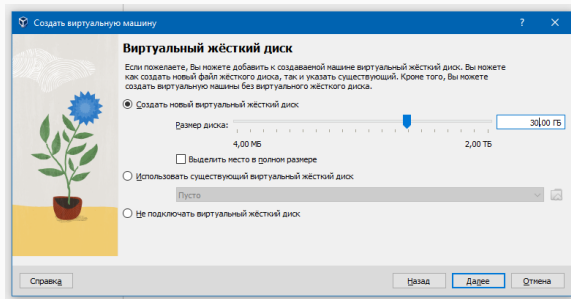 Создать виртуальную машину
Виртуальный жёсткий диск
Если пожелаете, Вы можете добавить к создаваемой машине виртуальный жёсткий диск. Вы можете
как создать новый файл жёсткого диска, так и указать существующий. Кроме того, Вы можете
создать виртуальную машину без виртуального жёсткого диска.
Создать новый виртуальный жёсткий диск
Размер диска: 30,00 ГБ
4,00 МБ 2,00 ТБ
Выделить место в полном размере
Использовать существующий виртуальный жёсткий диск
Пусто
Не подключать виртуальный жёсткий диск
Справка Назад Далее Отмена